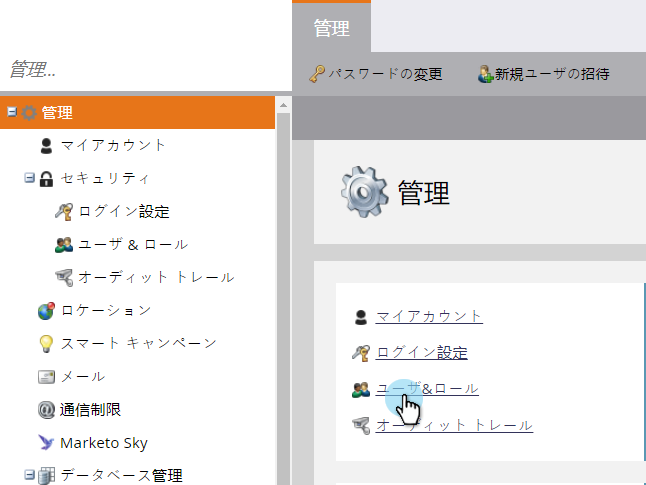 管理
管理...
パスワードの変更
新規ユーザの招待
管理
マイアカウント
セキュリティ
ログイン設定
ユーザ & ロール
オーディット トレール
ロケーション
スマート キャンペーン
メール
通信制限
Marketo Sky
データベース管理
管理
マイアカウント
ログイン設定
ユーザ&ロール
オーディット トレール